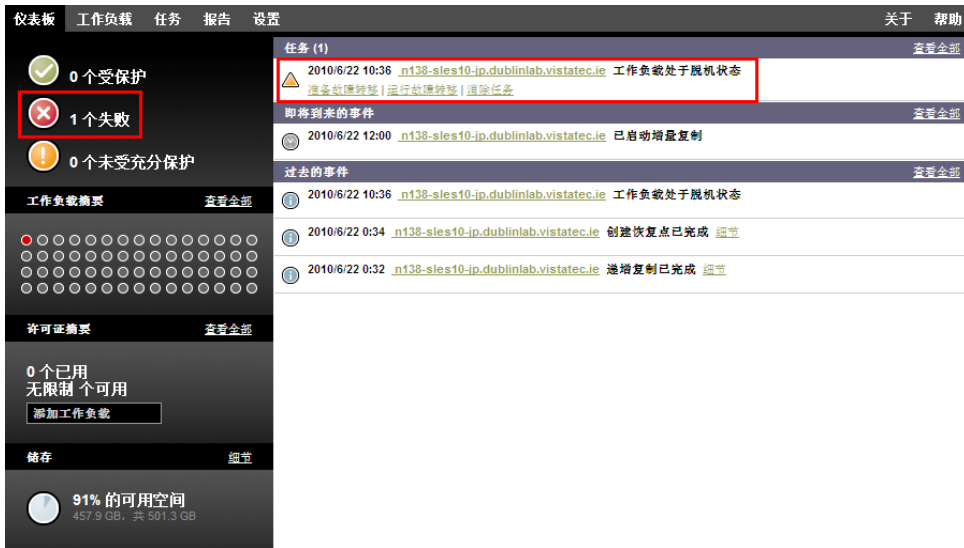 仪表板 工作负载 任务 报告 设置 关于 帮助
0 个受保护
1 个失败
0 个未受充分保护
工作负载摘要 查看全部
许可证摘要 查看全部
0 个已用
无限制 个可用
添加工作负载
储存 细节
91% 的可用空间
457.9 GB，共 501.3 GB
任务 (1) 查看全部
2010/6/22 10:36 n138-sles10-jp.dublinlab.vistatec.ie 工作负载处于脱机状态
准备故障转移 | 运行故障转移 | 消除任务
即将到来的事件 查看全部
2010/6/22 12:00 n138-sles10-jp.dublinlab.vistatec.ie 已启动增量复制
过去的事件 查看全部
2010/6/22 10:36 n138-sles10-jp.dublinlab.vistatec.ie 工作负载处于脱机状态
2010/6/22 0:34 n138-sles10-jp.dublinlab.vistatec.ie 创建恢复点已完成 细节
2010/6/22 0:32 n138-sles10-jp.dublinlab.vistatec.ie 递增复制已完成 细节